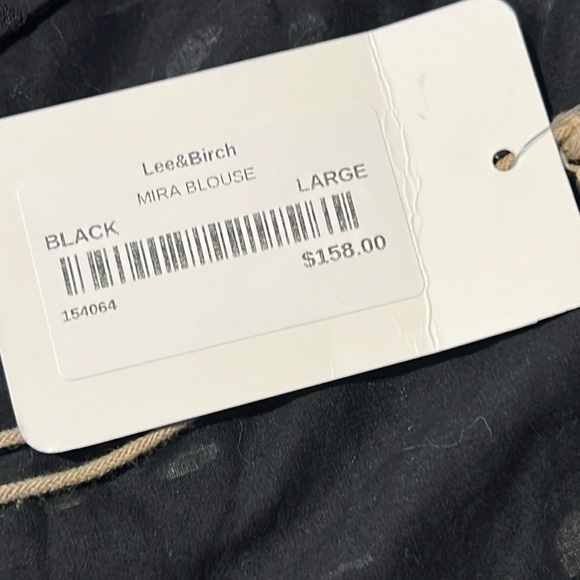 Lee&Birch
MIRA BLOUSE
BLACK LARGE
154064 $158.00